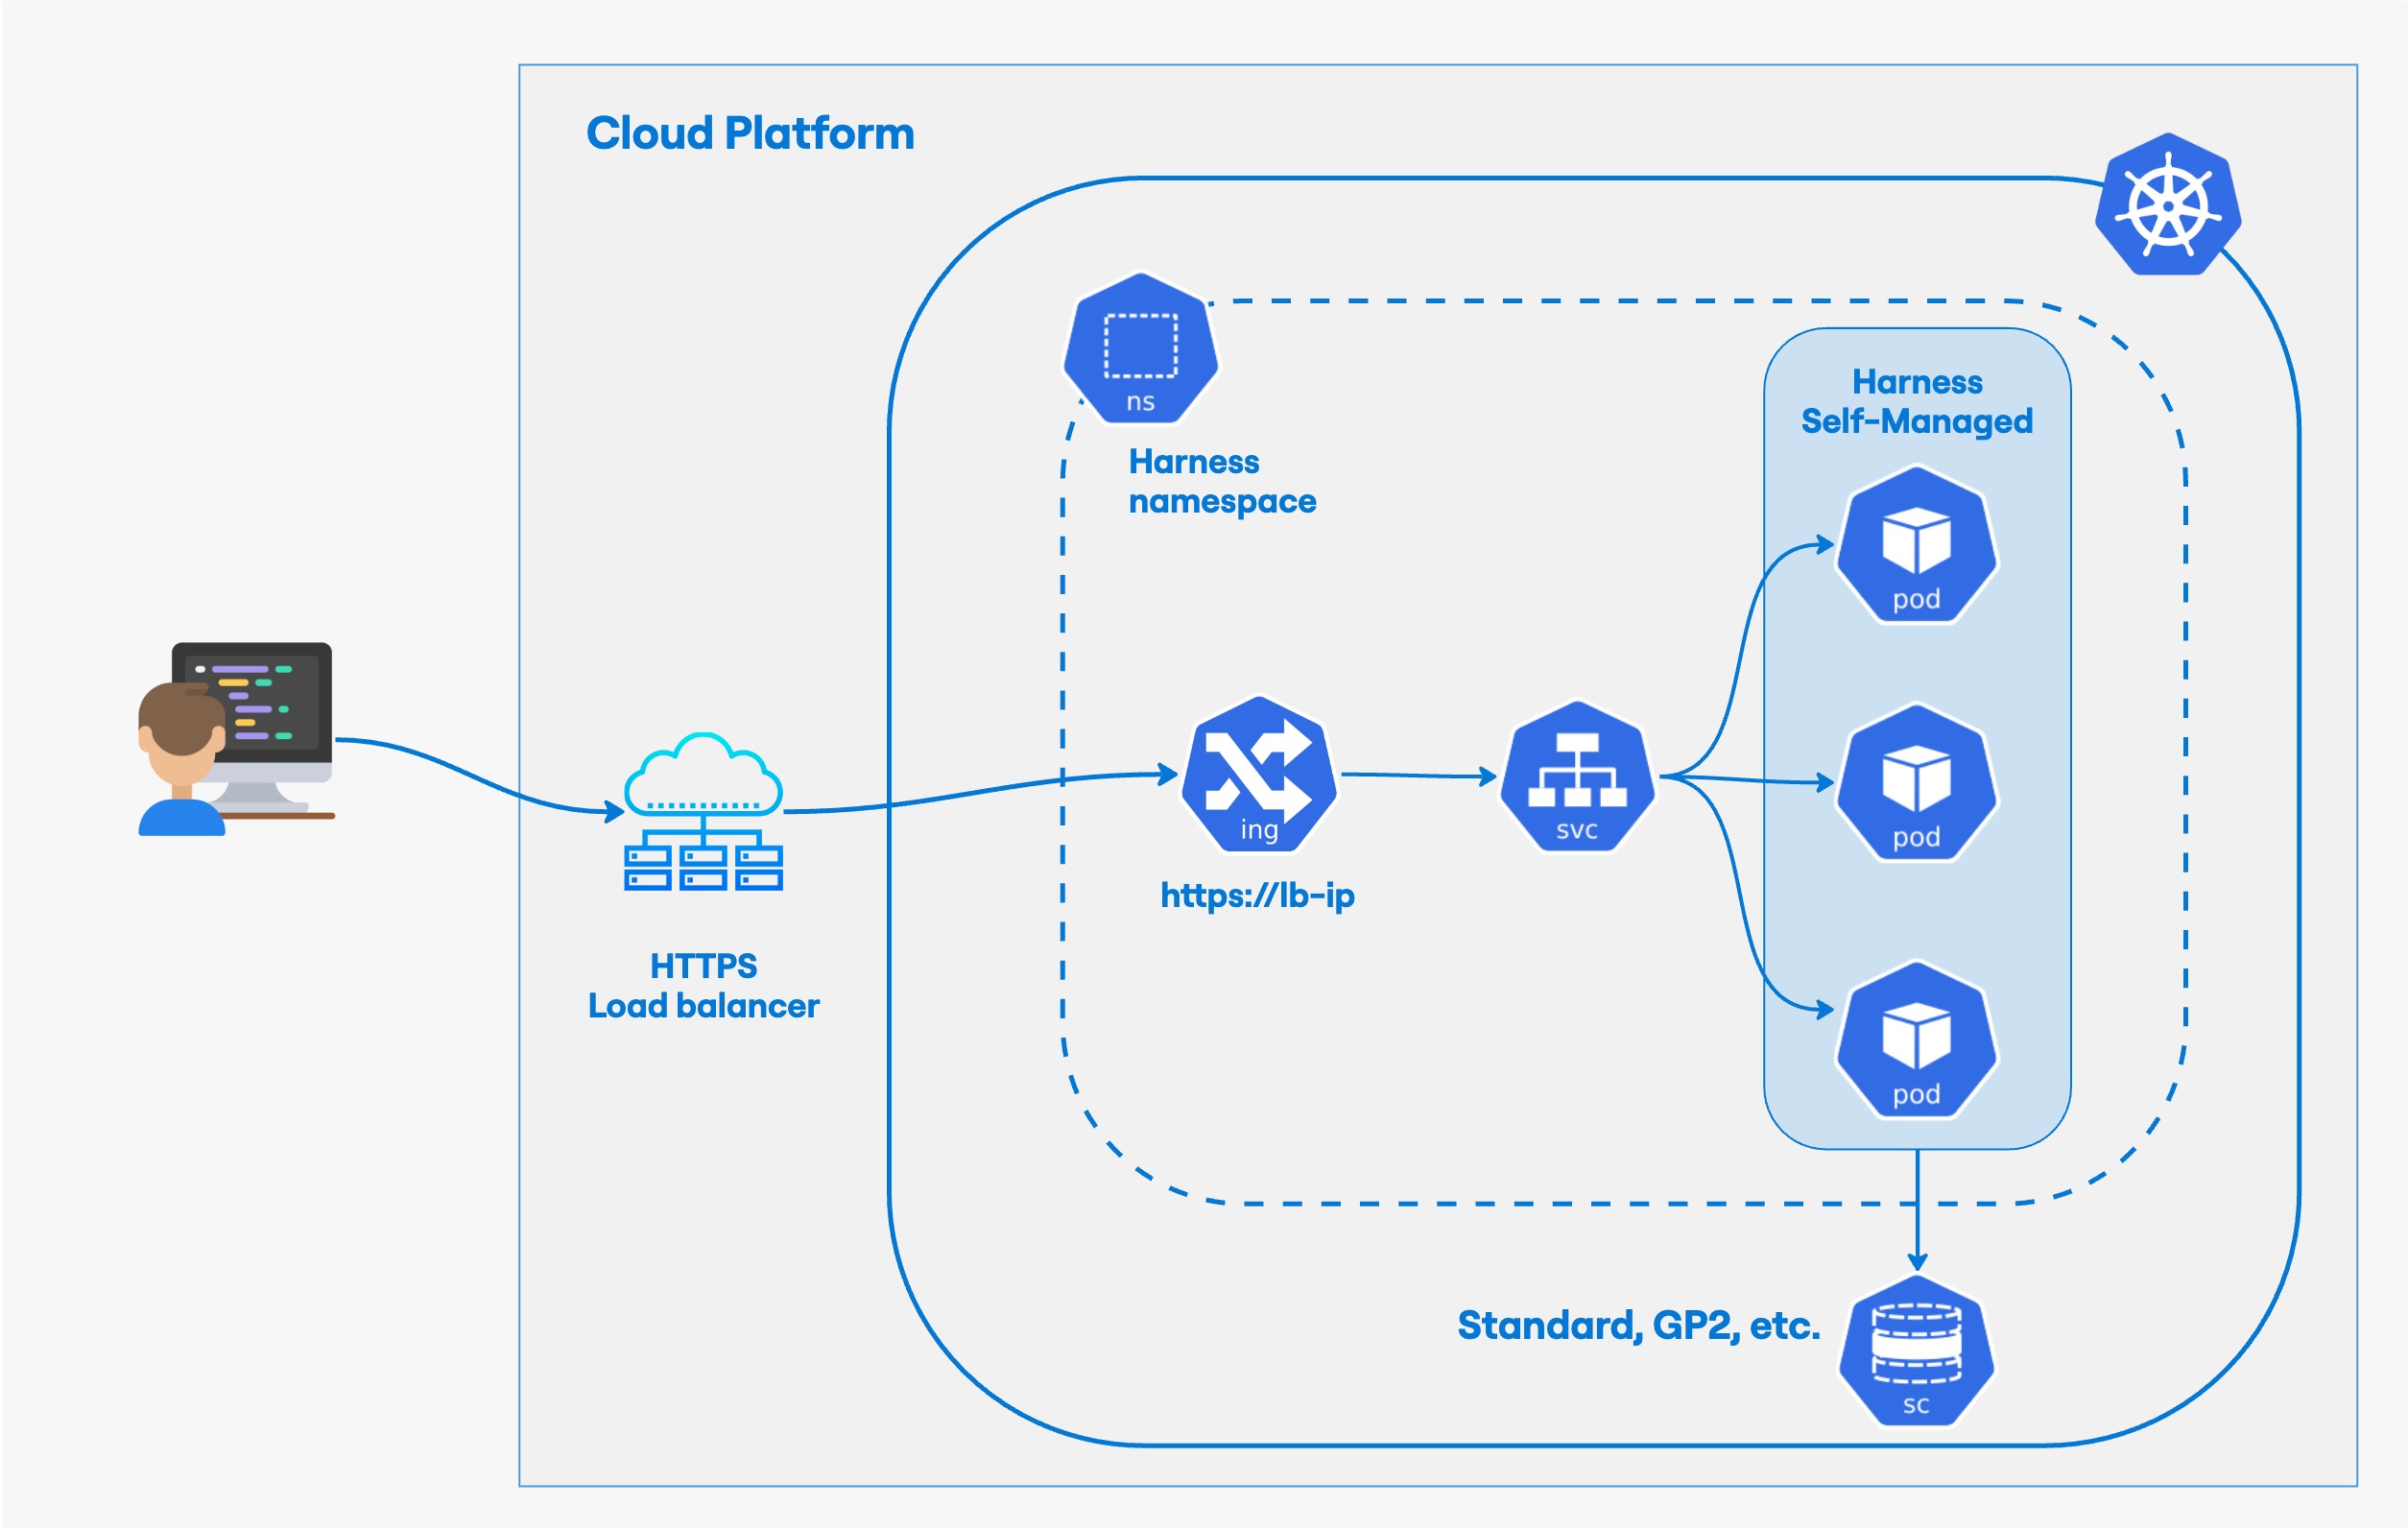 Cloud Platform
ns
Harness
namespace
Harness
Self-Managed
pod
pod
pod
ing
https://lb-ip
svc
HTTPS
Load balancer
Standard, GP2, etc.
sc